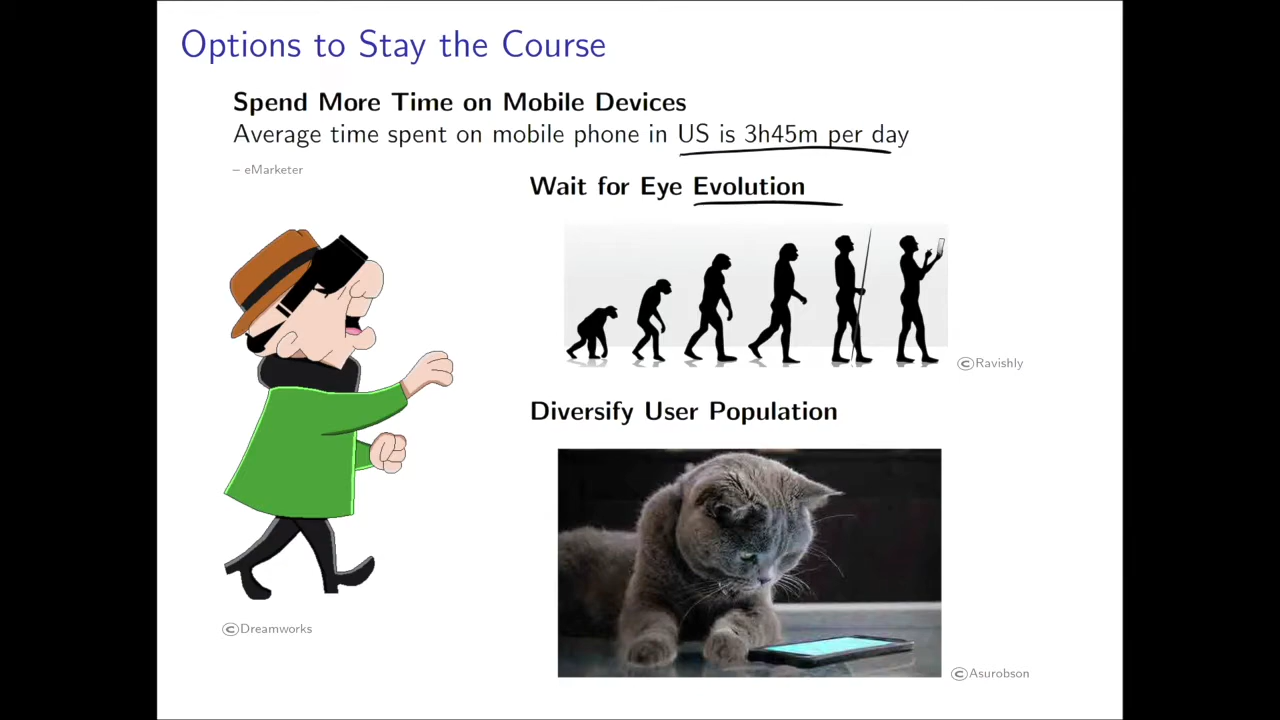 Options to Stay the Course
Spend More Time on Mobile Devices
Average time spent on mobile phone in US is 3h45m per day
– eMarketer
Wait for Eye Evolution
©Ravishly
Diversify User Population
©Dreamworks
©Asurobson